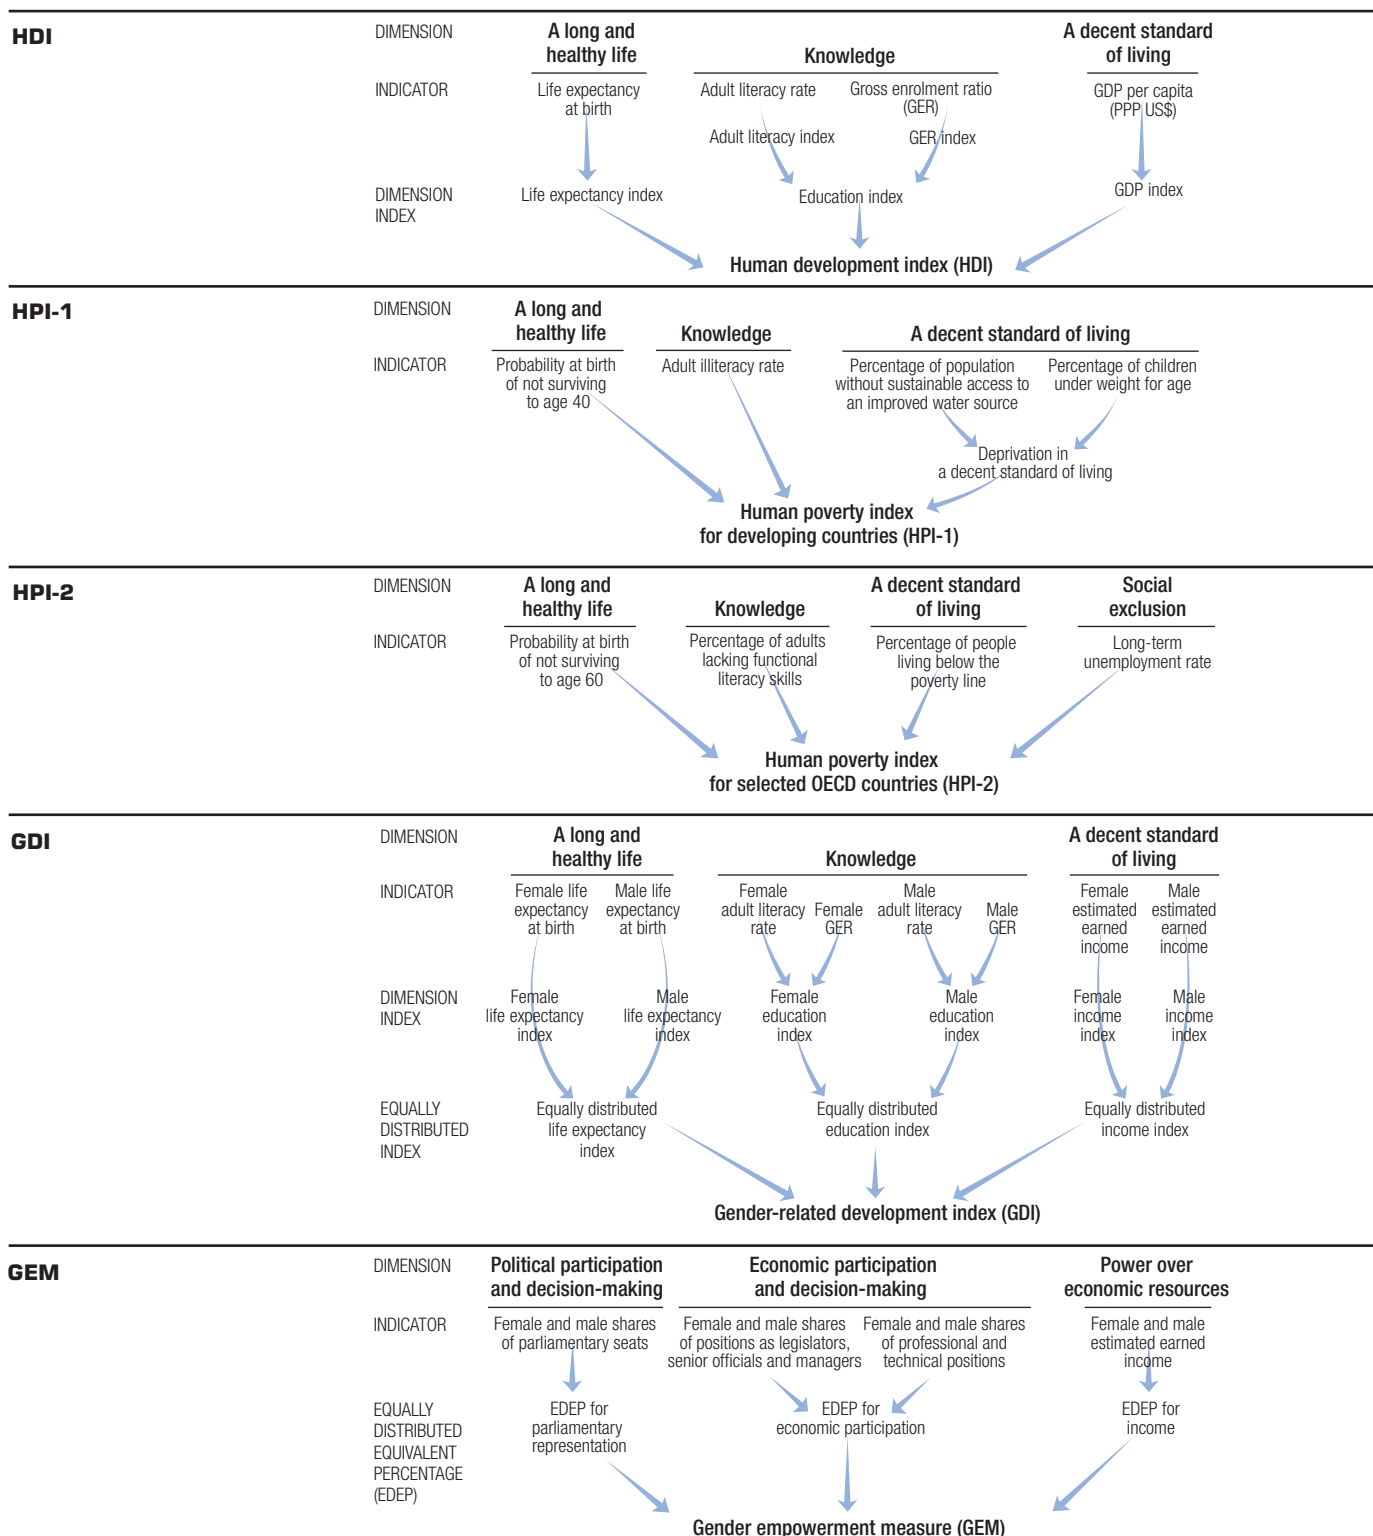 HDI
DIMENSION
A long and
healthy life
Knowledge
A decent standard
of living
INDICATOR
Life expectancy
at birth
Adult literacy rate
Gross enrolment ratio
(GER)
GDP per capita
(PPP US$)
Adult literacy index
GER index
DIMENSION
INDEX
Life expectancy index
Education index
GDP index
Human development index (HDI)
HPI-1
DIMENSION
A long and
healthy life
Knowledge
A decent standard of living
INDICATOR
Probability at birth
of not surviving
to age 40
Adult illiteracy rate
Percentage of population
without sustainable access to
an improved water source
Percentage of children
under weight for age
Deprivation in
a decent standard of living
Human poverty index
for developing countries (HPI-1)
HPI-2
DIMENSION
A long and
healthy life
Knowledge
A decent standard
of living
Social
exclusion
INDICATOR
Probability at birth
of not surviving
to age 60
Percentage of adults
lacking functional
literacy skills
Percentage of people
living below the
poverty line
Long-term
unemployment rate
Human poverty index
for selected OECD countries (HPI-2)
GDI
DIMENSION
A long and
healthy life
Knowledge
A decent standard
of living
INDICATOR
Female life
expectancy
at birth
Male life
expectancy
at birth
Female
adult literacy
rate
Female
GER
Male
adult literacy
rate
Male
GER
Female
estimated
earned
income
Male
estimated
earned
income
DIMENSION
INDEX
Female
life expectancy
index
Male
life expectancy
index
Female
education
index
Male
education
index
Female
income
index
Male
income
index
EQUALLY
DISTRIBUTED
INDEX
Equally distributed
life expectancy
index
Equally distributed
education index
Equally distributed
income index
Gender-related development index (GDI)
GEM
DIMENSION
Political participation
and decision-making
Economic participation
and decision-making
Power over
economic resources
INDICATOR
Female and male shares
of parliamentary seats
Female and male shares
of positions as legislators,
senior officials and managers
Female and male shares
of professional and
technical positions
Female and male
estimated earned
income
EQUALLY
DISTRIBUTED
EQUIVALENT
PERCENTAGE
(EDEP)
EDEP for
parliamentary
representation
EDEP for
economic participation
EDEP for
income
Gender empowerment measure (GEM)